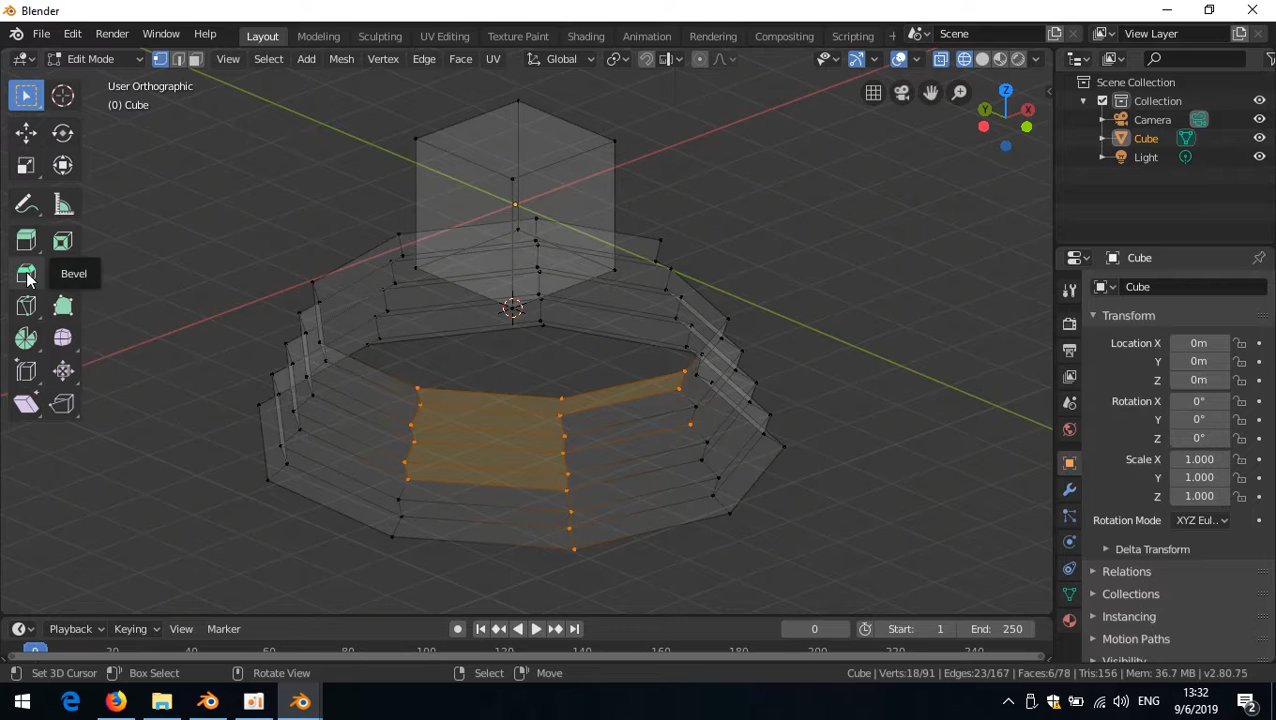 Blender
File Edit Render Window Help
Layout Modeling Sculpting UV Editing Texture Paint Shading Animation Rendering Compositing Scripting
Scene
View Layer
Edit Mode View Select Add Mesh Vertex Edge Face UV
Global
User Orthographic
(0) Cube
Z
Y
X
Bevel
Scene Collection
Collection
Camera
Cube
Light
Cube
Cube
Transform
Location X 0m
Y 0m
Z 0m
Rotation X 0°
Y 0°
Z 0°
Scale X 1.000
Y 1.000
Z 1.000
Rotation Mode XYZ Eul..
Delta Transform
Relations
Collections
Instancing
Motion Paths
Visibility
Playback Keying View Marker
0
Start: 1
End: 250
0 20 40 60 80 100 120 140 160 180 200 220 240
Set 3D Cursor
Box Select
Rotate View
Select
Move
Cube | Verts:18/91 | Edges:23/167 | Faces:6/78 | Tris:156 | Mem: 36.7 MB | v2.80.75
ENG
13:32
9/6/2019
2